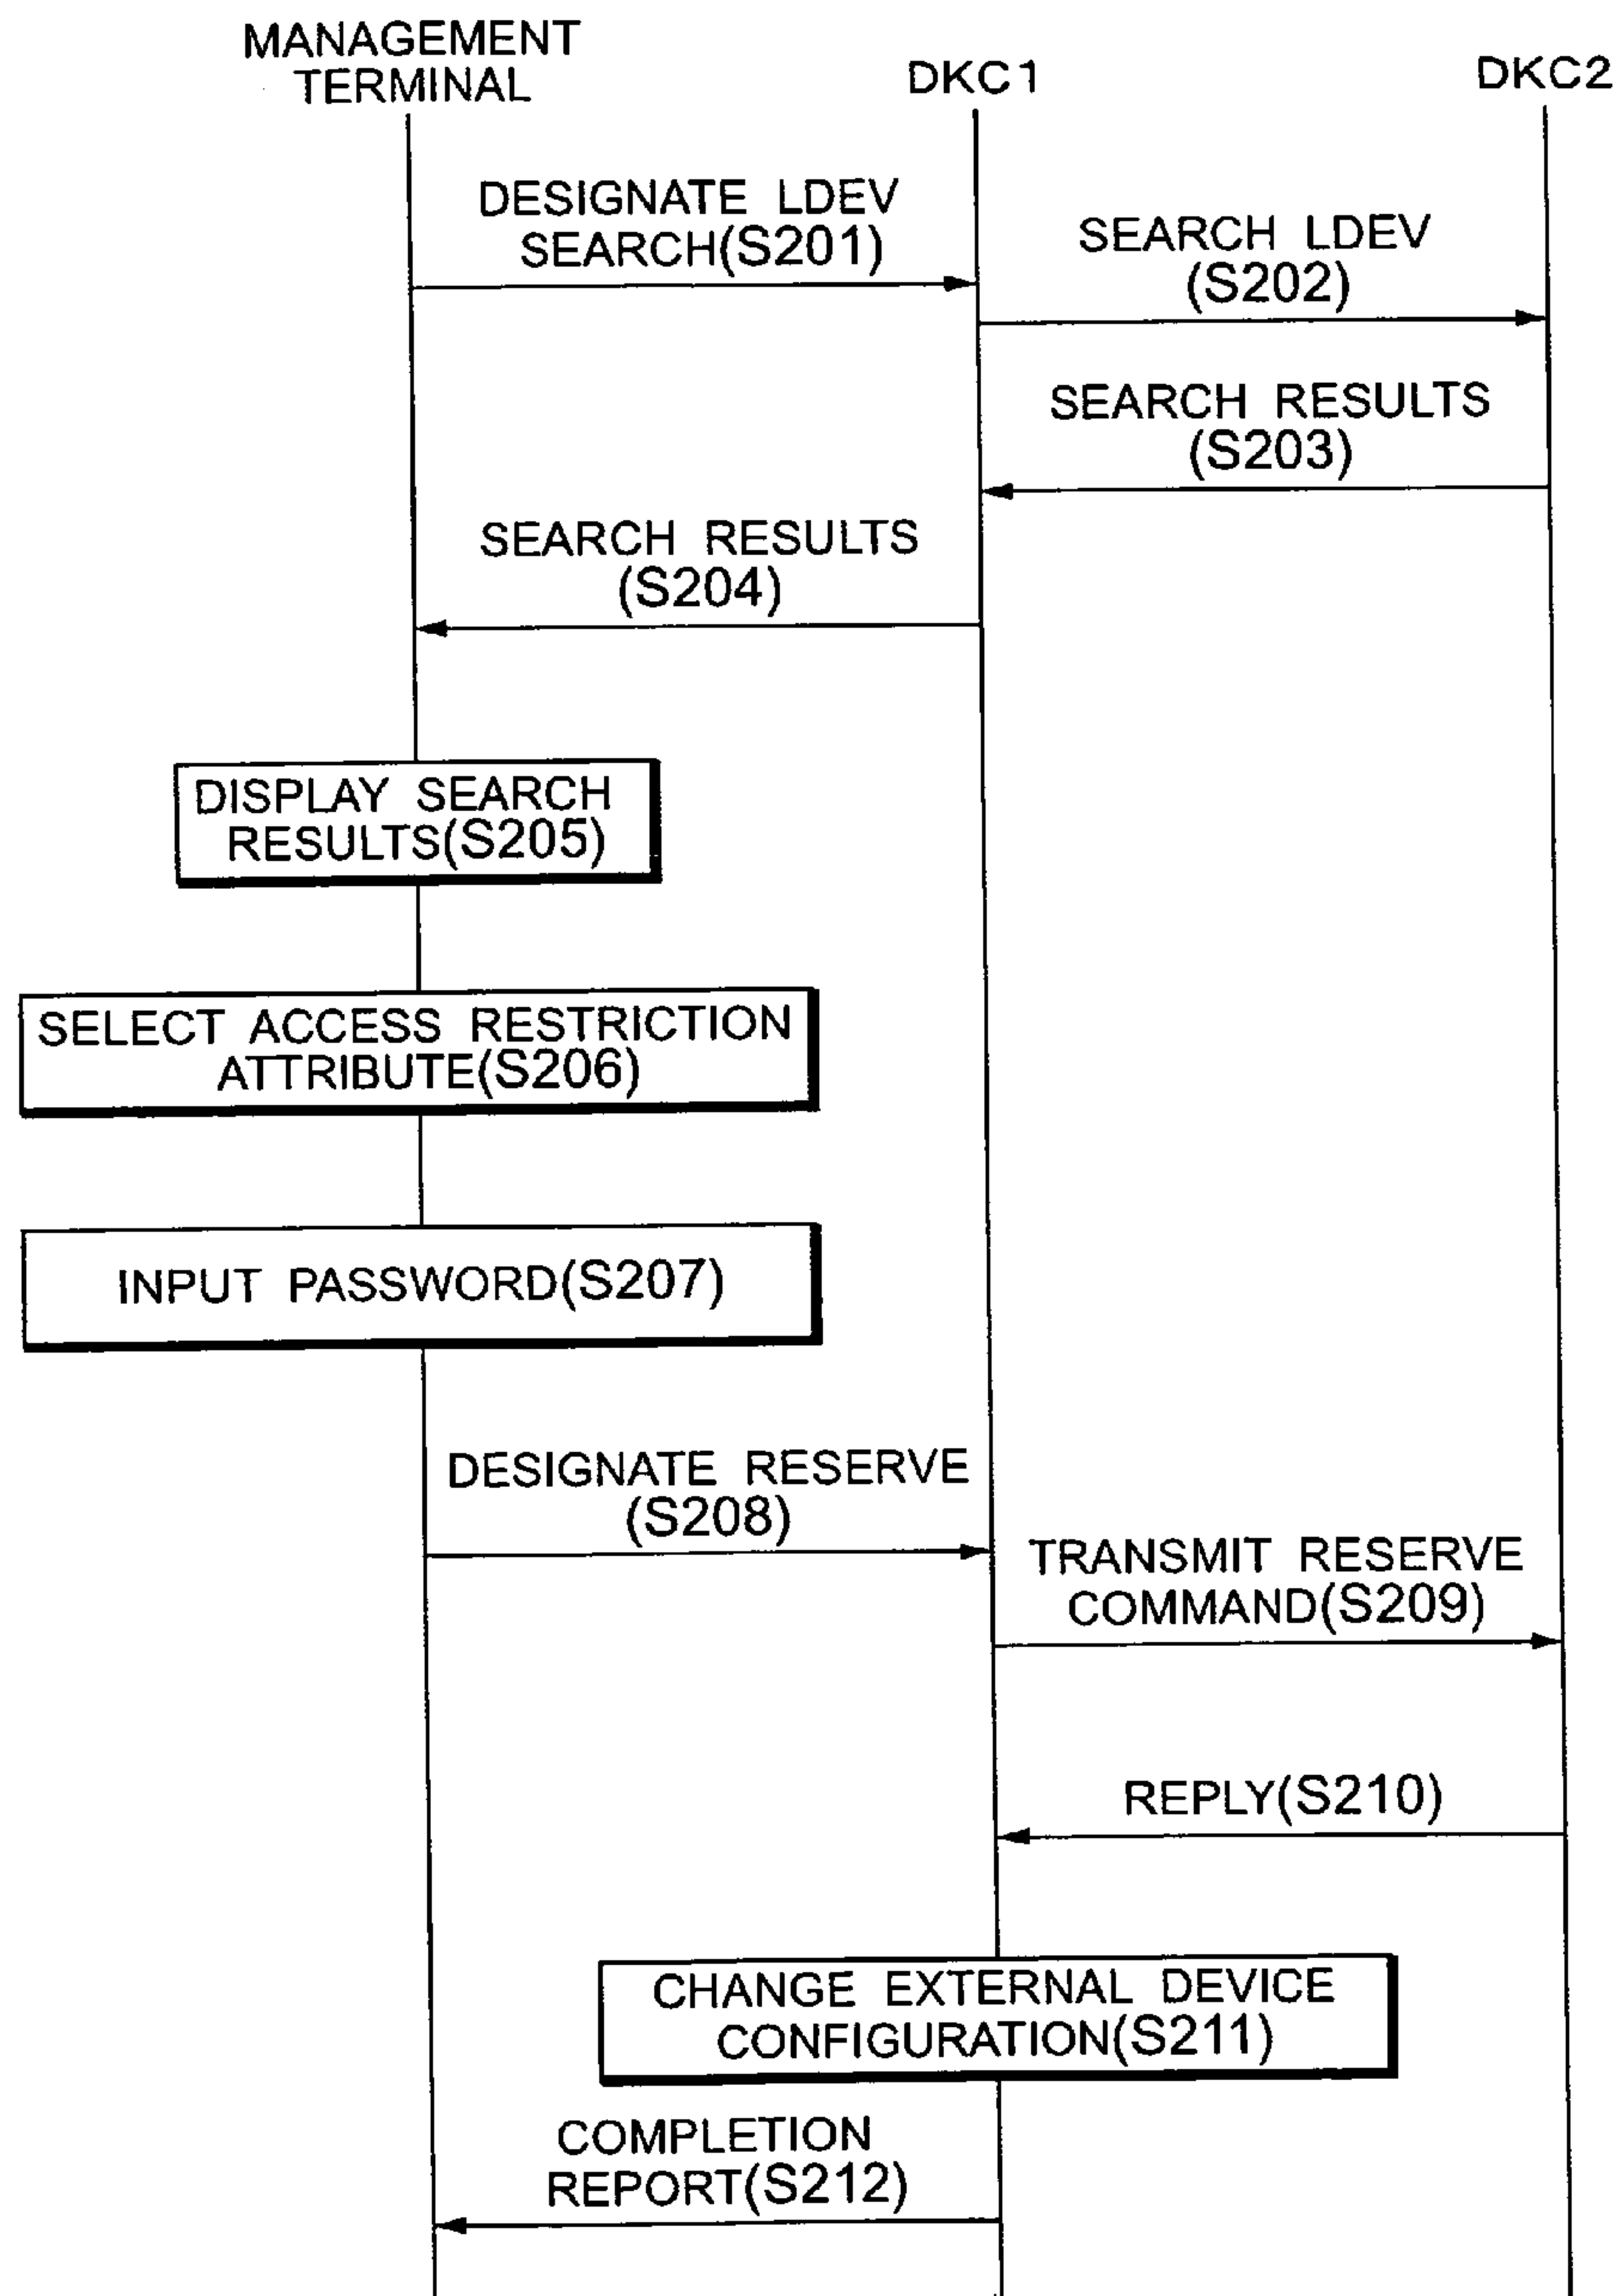 MANAGEMENT
TERMINAL
DKC1
DKC2
DESIGNATE LDEV
SEARCH(S201)
SEARCH LDEV
(S202)
SEARCH RESULTS
(S203)
SEARCH RESULTS
(S204)
DISPLAY SEARCH
RESULTS(S205)
SELECT ACCESS RESTRICTION
ATTRIBUTE(S206)
INPUT PASSWORD(S207)
DESIGNATE RESERVE
(S208)
TRANSMIT RESERVE
COMMAND(S209)
REPLY(S210)
CHANGE EXTERNAL DEVICE
CONFIGURATION(S211)
COMPLETION
REPORT(S212)